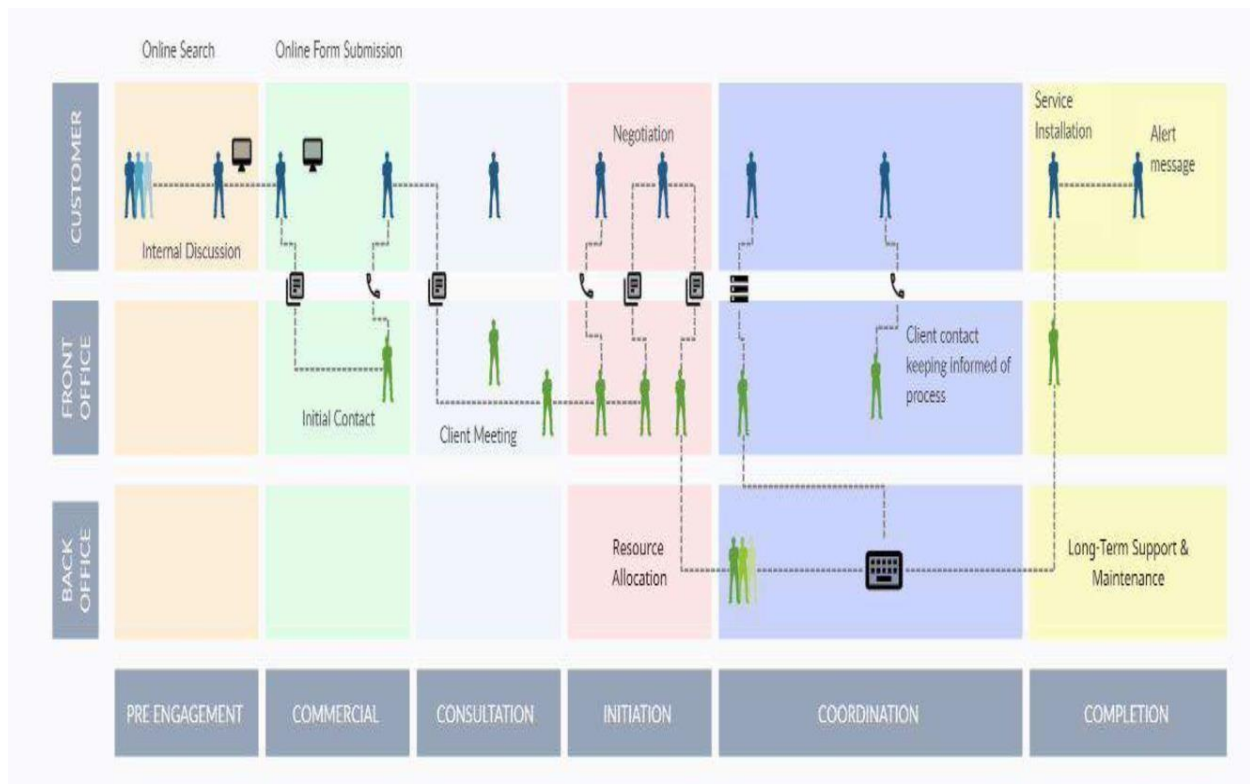 Online Search
Online Form Submission
CUSTOMER
Internal Discussion
Negotiation
Service
Installation
Alert
message
FRONT
OFFICE
Initial Contact
Client Meeting
Client contact
keeping informed of
process
BACK
OFFICE
Resource
Allocation
Long-Term Support &
Maintenance
PRE ENGAGEMENT
COMMERCIAL
CONSULTATION
INITIATION
COORDINATION
COMPLETION